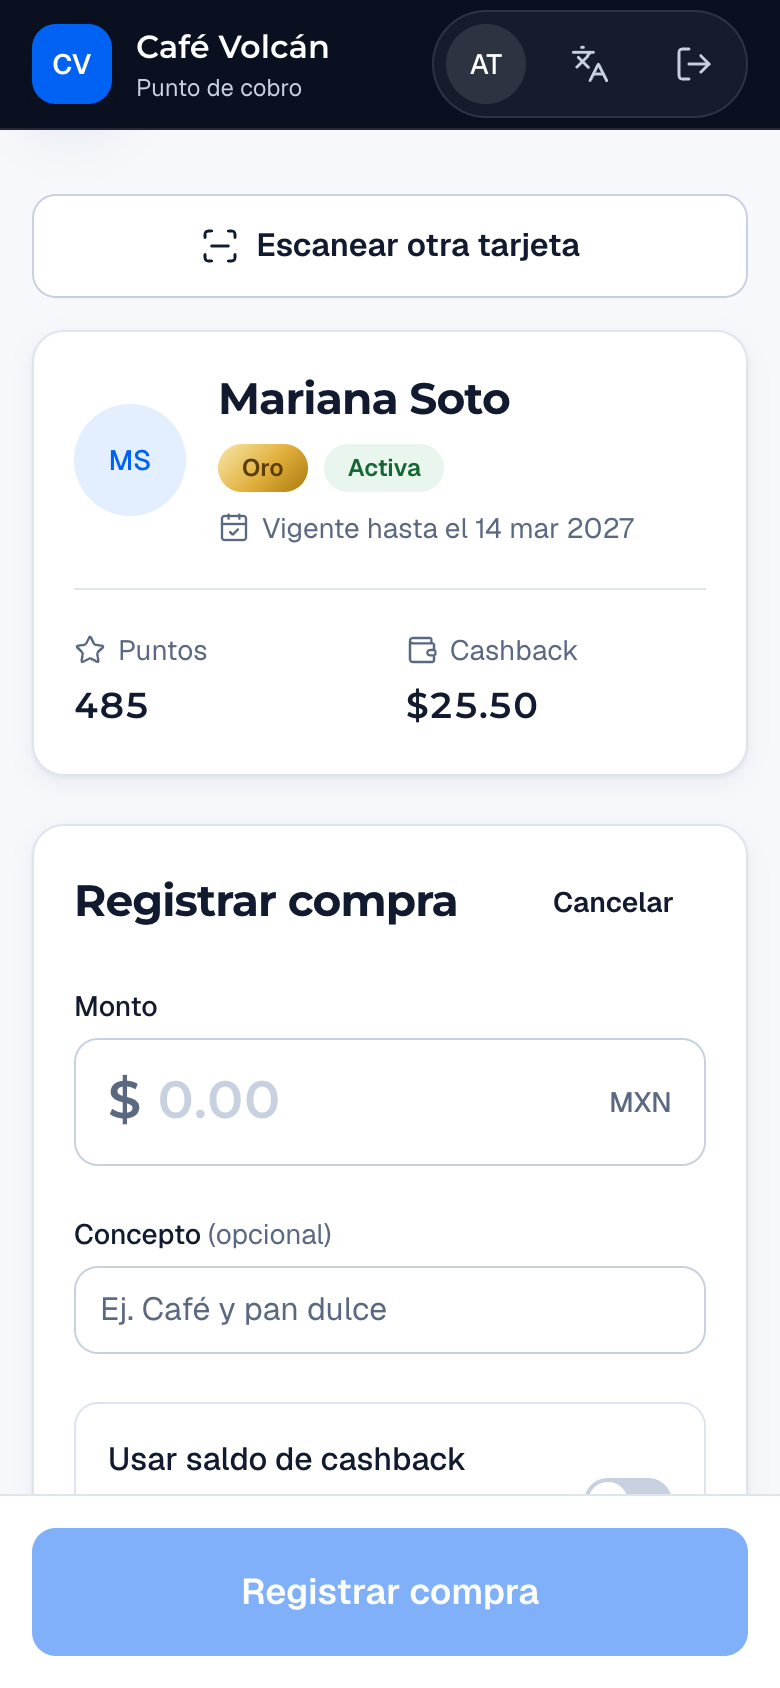 CV
Café Volcán
Punto de cobro
AT
Escanear otra tarjeta
MS
Mariana Soto
Oro
Activa
Vigente hasta el 14 mar 2027
Puntos
Cashback
485
$25.50
Registrar compra
Cancelar
Monto
$ 0.00
MXN
Concepto (opcional)
Ej. Café y pan dulce
Usar saldo de cashback
Registrar compra